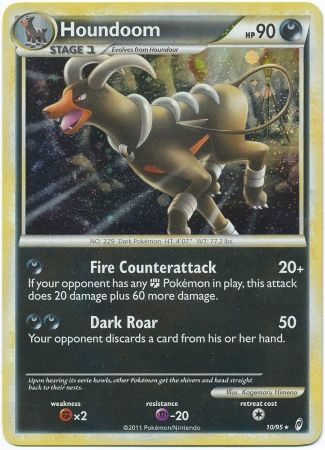 Houndoom
HP 90
STAGE 1
Evolves from Houndour
NO. 229 Dark Pokémon HT: 4'07" WT: 77.2 lbs.
Fire Counterattack 20+
If your opponent has any Pokémon in play, this attack
does 20 damage plus 60 more damage.
Dark Roar 50
Your opponent discards a card from his or her hand.
Upon hearing its eerie howls, other Pokémon get the shivers and head straight
back to their nests.
Illus. Kagemaru Himeno
weakness resistance retreat cost
×2 -20
©2011 Pokémon/Nintendo 10/95 ★